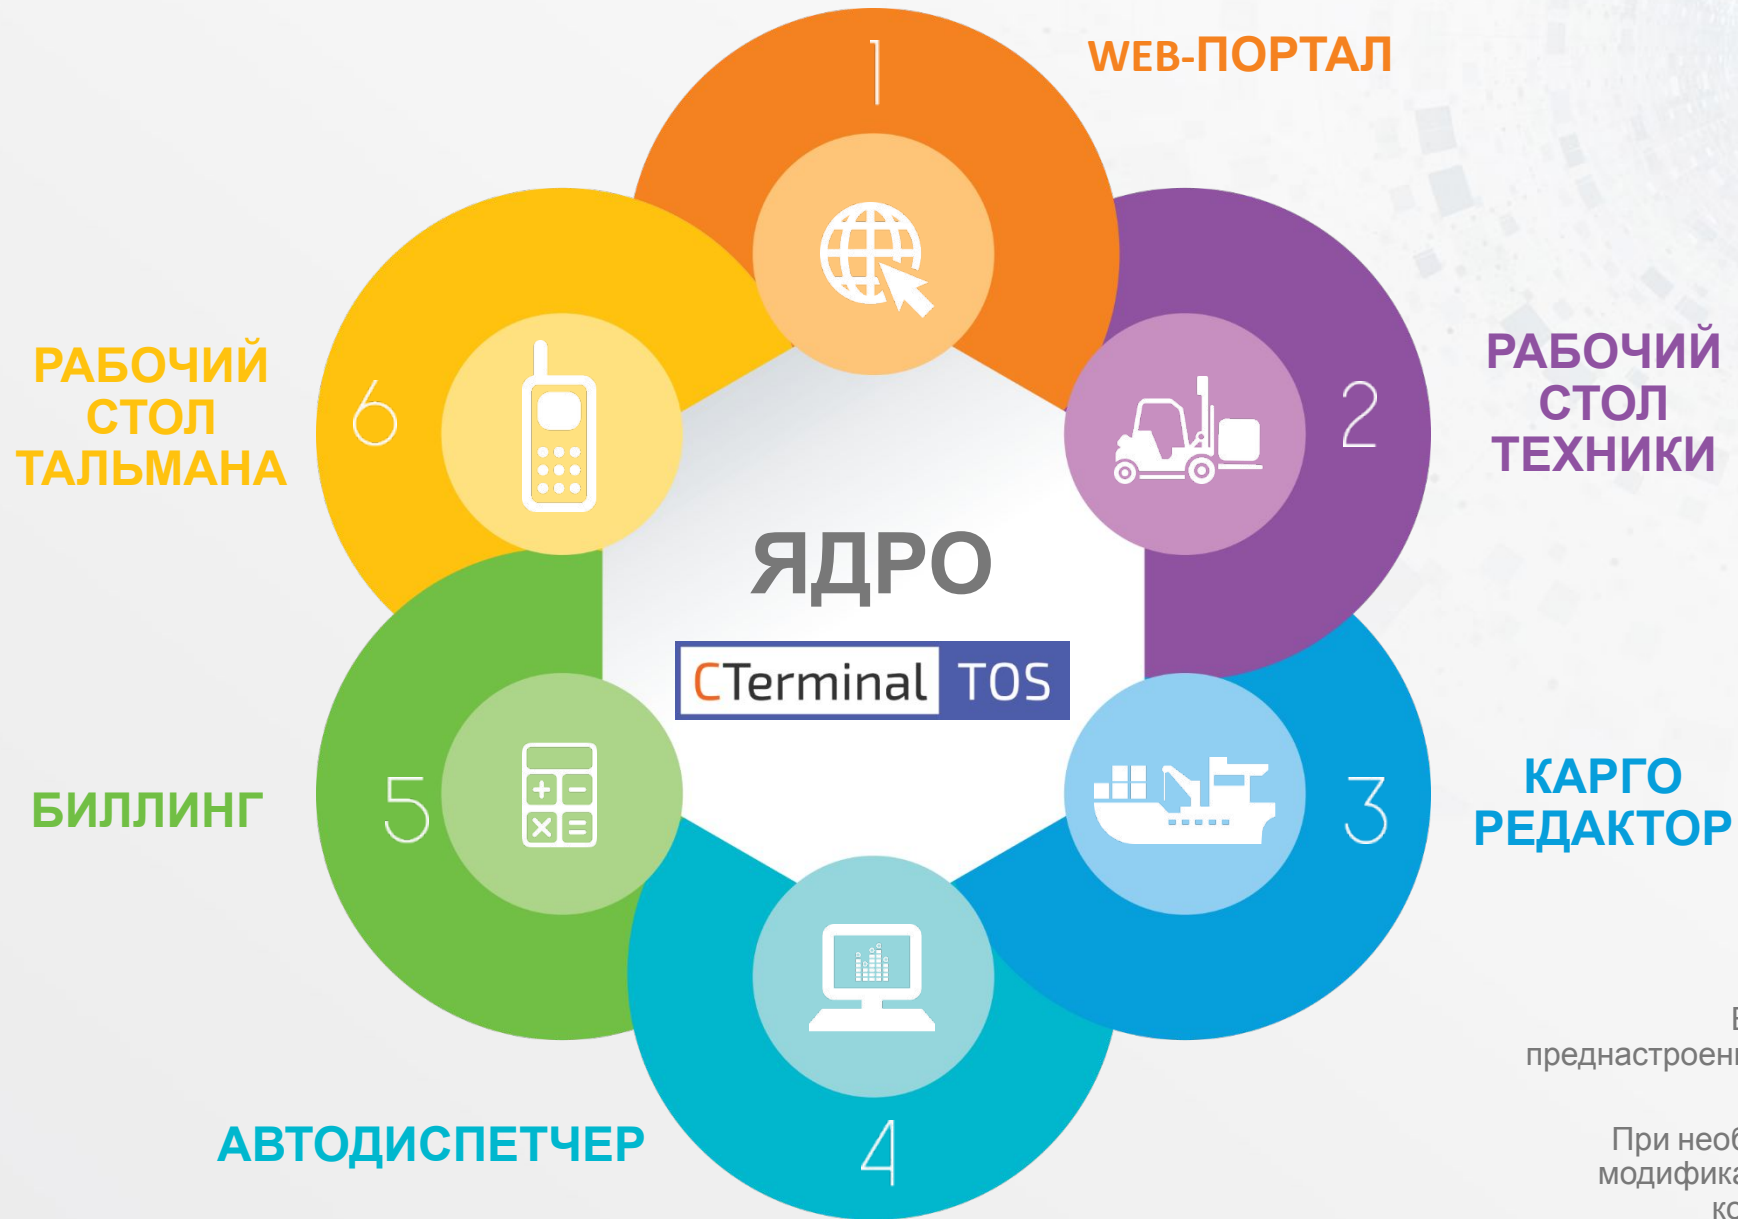 1
WEB-ПОРТАЛ
2
РАБОЧИЙ
СТОЛ
ТЕХНИКИ
3
КАРГО
РЕДАКТОР
4
АВТОДИСПЕТЧЕР
5
БИЛЛИНГ
6
РАБОЧИЙ
СТОЛ
ТАЛЬМАНА
ЯДРО
CTerminal TOS